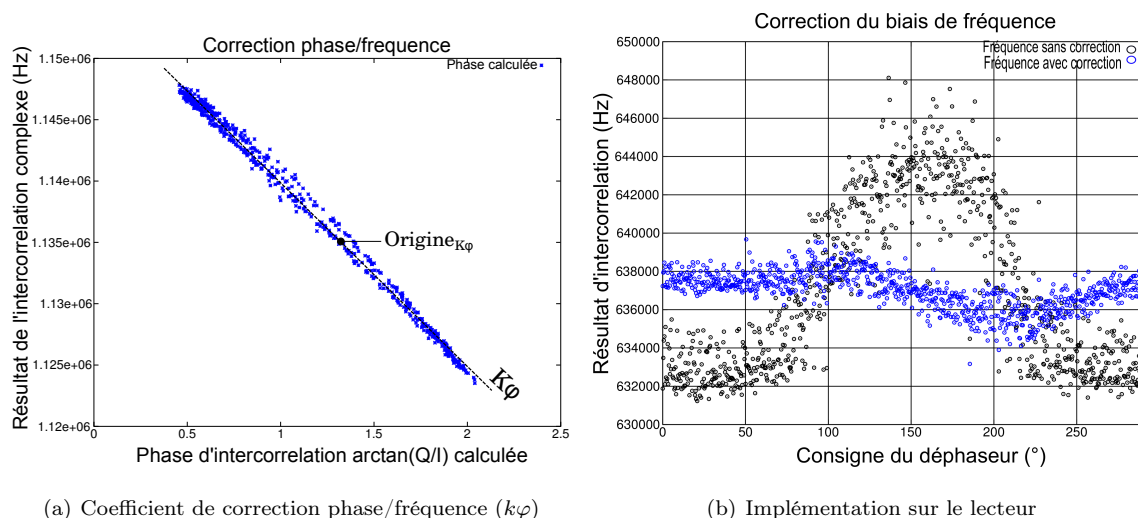 Correction phase/frequence
Résultat de l'intercorrelation complexe (Hz)
1.15e+06
1.145e+06
1.14e+06
1.135e+06
1.13e+06
1.125e+06
1.12e+06
Phase calculée
Origine Kφ
Kφ
0 0.5 1 1.5 2 2.5
Phase d'intercorrelation arctan(Q/I) calculée
(a) Coefficient de correction phase/fréquence (kφ)
Correction du biais de fréquence
Résultat d'intercorrelation (Hz)
650000
648000
646000
644000
642000
640000
638000
636000
634000
632000
630000
Fréquence sans correction
Fréquence avec correction
0 50 100 150 200 250
Consigne du déphaseur (°)
(b) Implémentation sur le lecteur